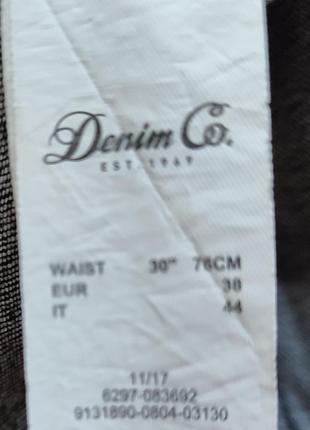 Denim Co.
EST. 1969
WAIST 30" 76CM
EUR 38
IT 44
11/17
6297-083692
9131890-0804-03130